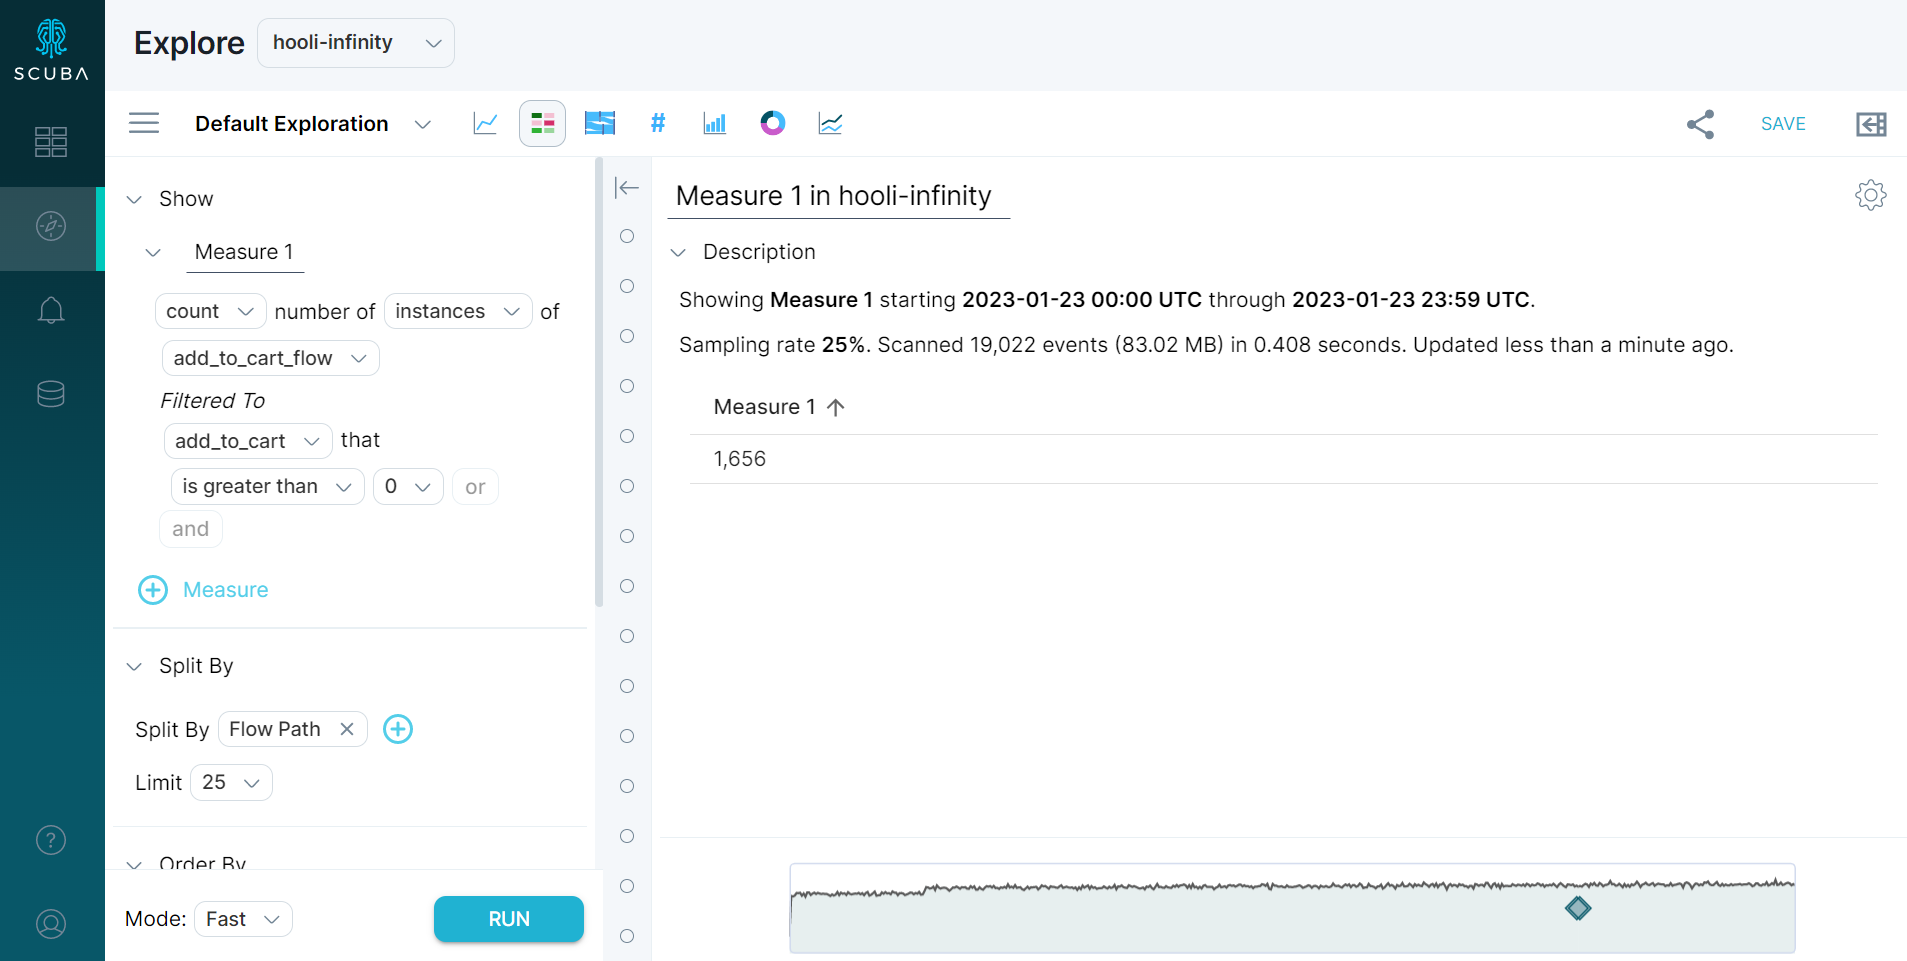 SCUBA
Explore
hooli-infinity
Default Exploration
#
SAVE
Show
Measure 1
count number of instances of
add_to_cart_flow
Filtered To
add_to_cart that
is greater than 0 or
and
Measure
Split By
Split By Flow Path
Limit 25
Order By
Mode: Fast RUN
?
Measure 1 in hooli-infinity
Description
Showing Measure 1 starting 2023-01-23 00:00 UTC through 2023-01-23 23:59 UTC.
Sampling rate 25%. Scanned 19,022 events (83.02 MB) in 0.408 seconds. Updated less than a minute ago.
Measure 1
1,656